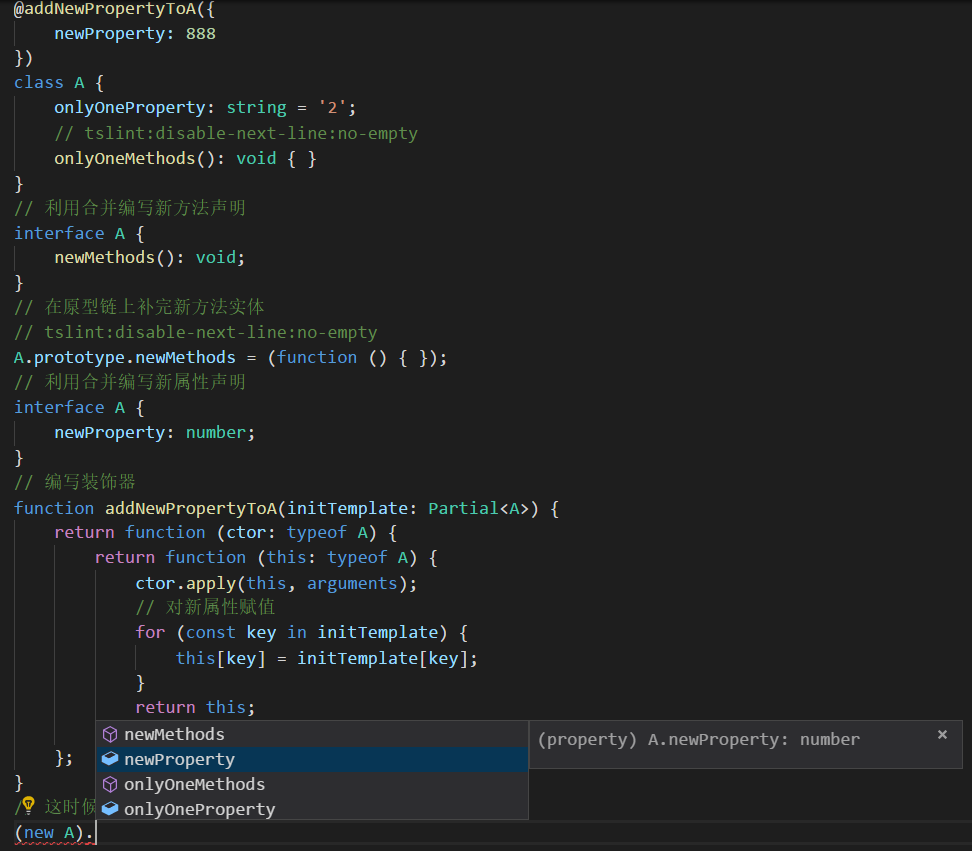 @addNewPropertyToA({
    newProperty: 888
})
class A {
    onlyOneProperty: string = '2';
    // tslint:disable-next-line:no-empty
    onlyOneMethods(): void { }
}
// 利用合并编写新方法声明
interface A {
    newMethods(): void;
}
// 在原型链上补完新方法实体
// tslint:disable-next-line:no-empty
A.prototype.newMethods = (function () { });
// 利用合并编写新属性声明
interface A {
    newProperty: number;
}
// 编写装饰器
function addNewPropertyToA(initTemplate: Partial<A>) {
    return function (ctor: typeof A) {
        return function (this: typeof A) {
            ctor.apply(this, arguments);
            // 对新属性赋值
            for (const key in initTemplate) {
                this[key] = initTemplate[key];
            }
            return this;
newMethods
newProperty
(property) A.newProperty: number ×
onlyOneMethods
onlyOneProperty
    };
}
/ 这时候
(new A).